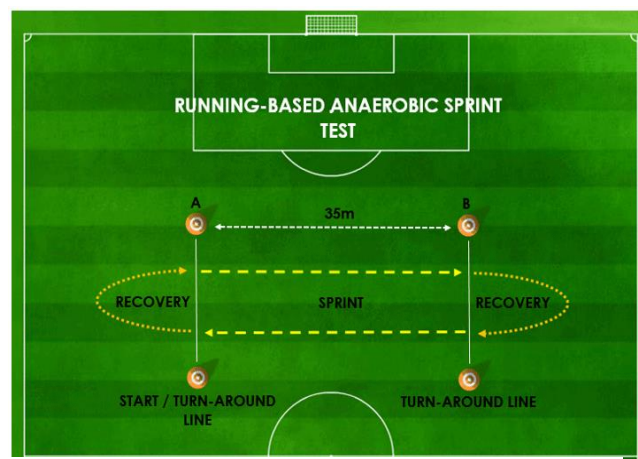 RUNNING-BASED ANAEROBIC SPRINT
TEST
A
B
35m
RECOVERY
SPRINT
RECOVERY
START / TURN-AROUND
LINE
TURN-AROUND LINE